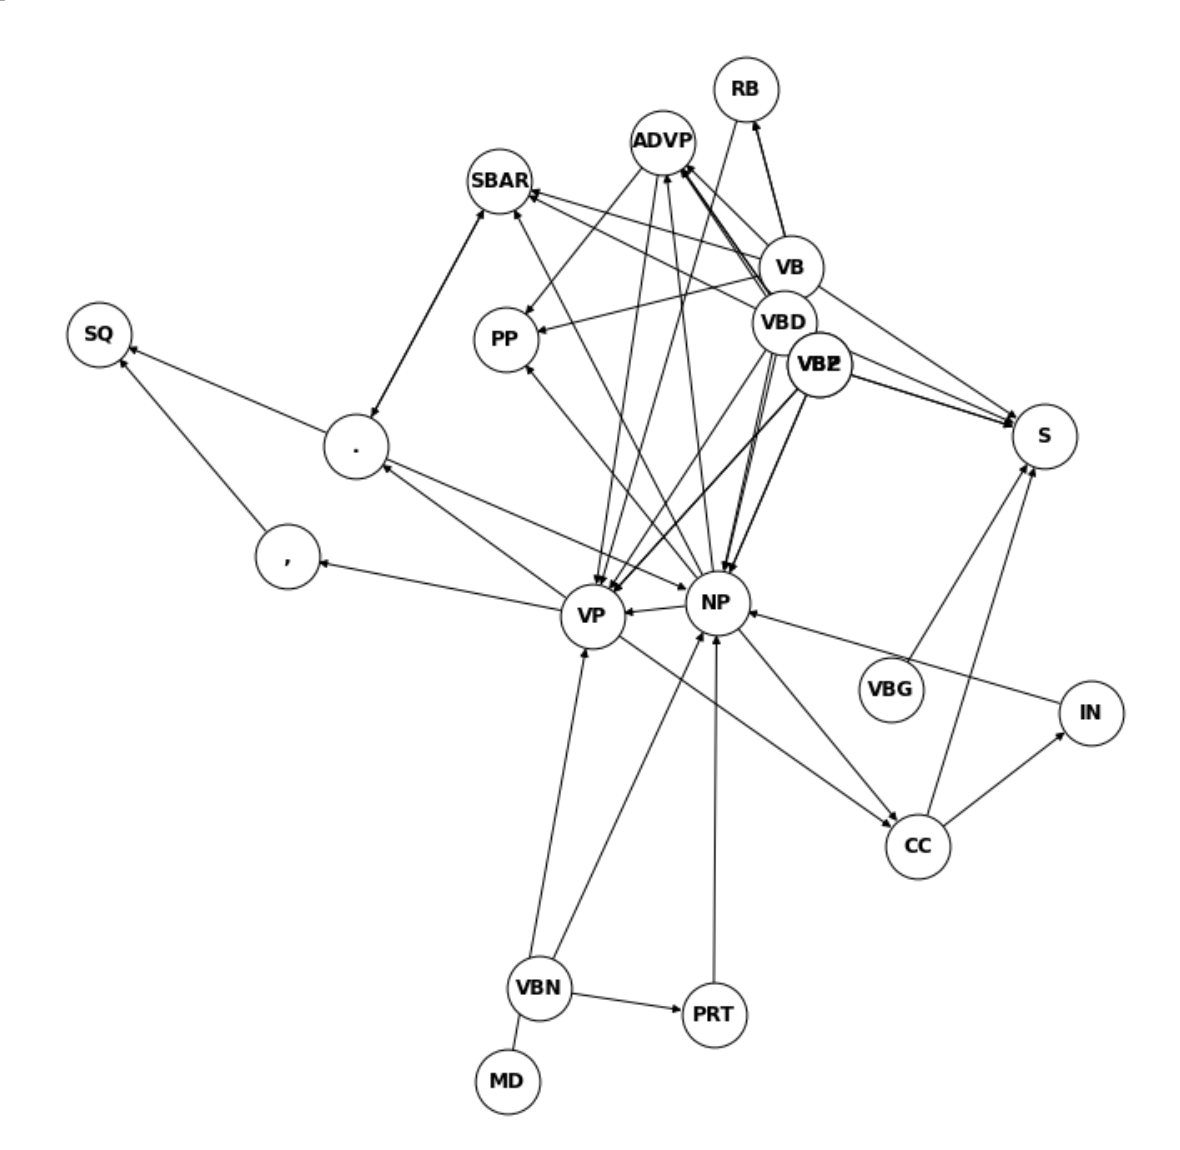 RB
ADVP
SBAR
VB
VBD
SQ
PP
S
.
,
VP
NP
VBG
IN
CC
VBN
PRT
MD